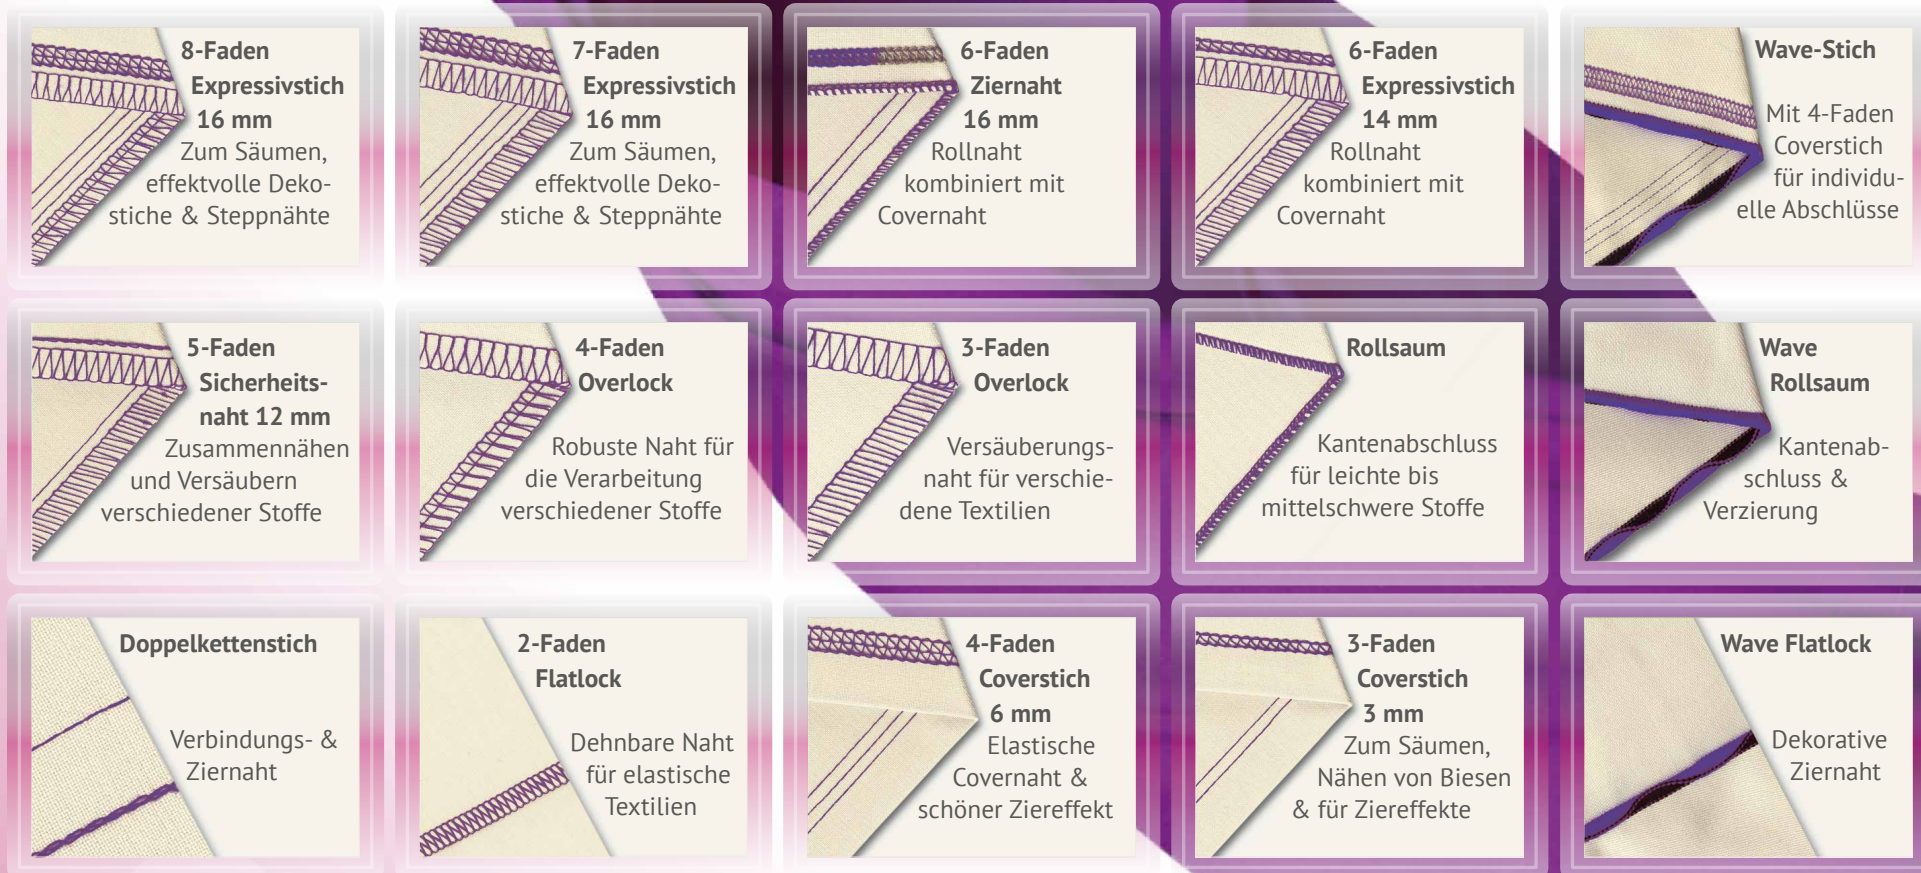 8-Faden
Expressivstich
16 mm
Zum Säumen,
effektvolle Deko-
stiche & Steppnähte
7-Faden
Expressivstich
16 mm
Zum Säumen,
effektvolle Deko-
stiche & Steppnähte
6-Faden
Ziernaht
16 mm
Rollnaht
kombiniert mit
Covernaht
6-Faden
Expressivstich
14 mm
Rollnaht
kombiniert mit
Covernaht
Wave-Stich
Mit 4-Faden
Coverstich
für individu-
elle Abschlüsse
5-Faden
Sicherheits-
naht 12 mm
Zusammennähen
und Versäubern
verschiedener Stoffe
4-Faden
Overlock
Robuste Naht für
die Verarbeitung
verschiedener Stoffe
3-Faden
Overlock
Versäuberungs-
naht für verschie-
dene Textilien
Rollsaum
Kantenabschluss
für leichte bis
mittelschwere Stoffe
Wave
Rollsaum
Kantenab-
schluss &
Verzierung
Doppelkettenstich
Verbindungs- &
Ziernaht
2-Faden
Flatlock
Dehnbare Naht
für elastische
Textilien
4-Faden
Coverstich
6 mm
Elastische
Covernaht &
schöner Ziereffekt
3-Faden
Coverstich
3 mm
Zum Säumen,
Nähen von Biesen
& für Ziereffekte
Wave Flatlock
Dekorative
Ziernaht